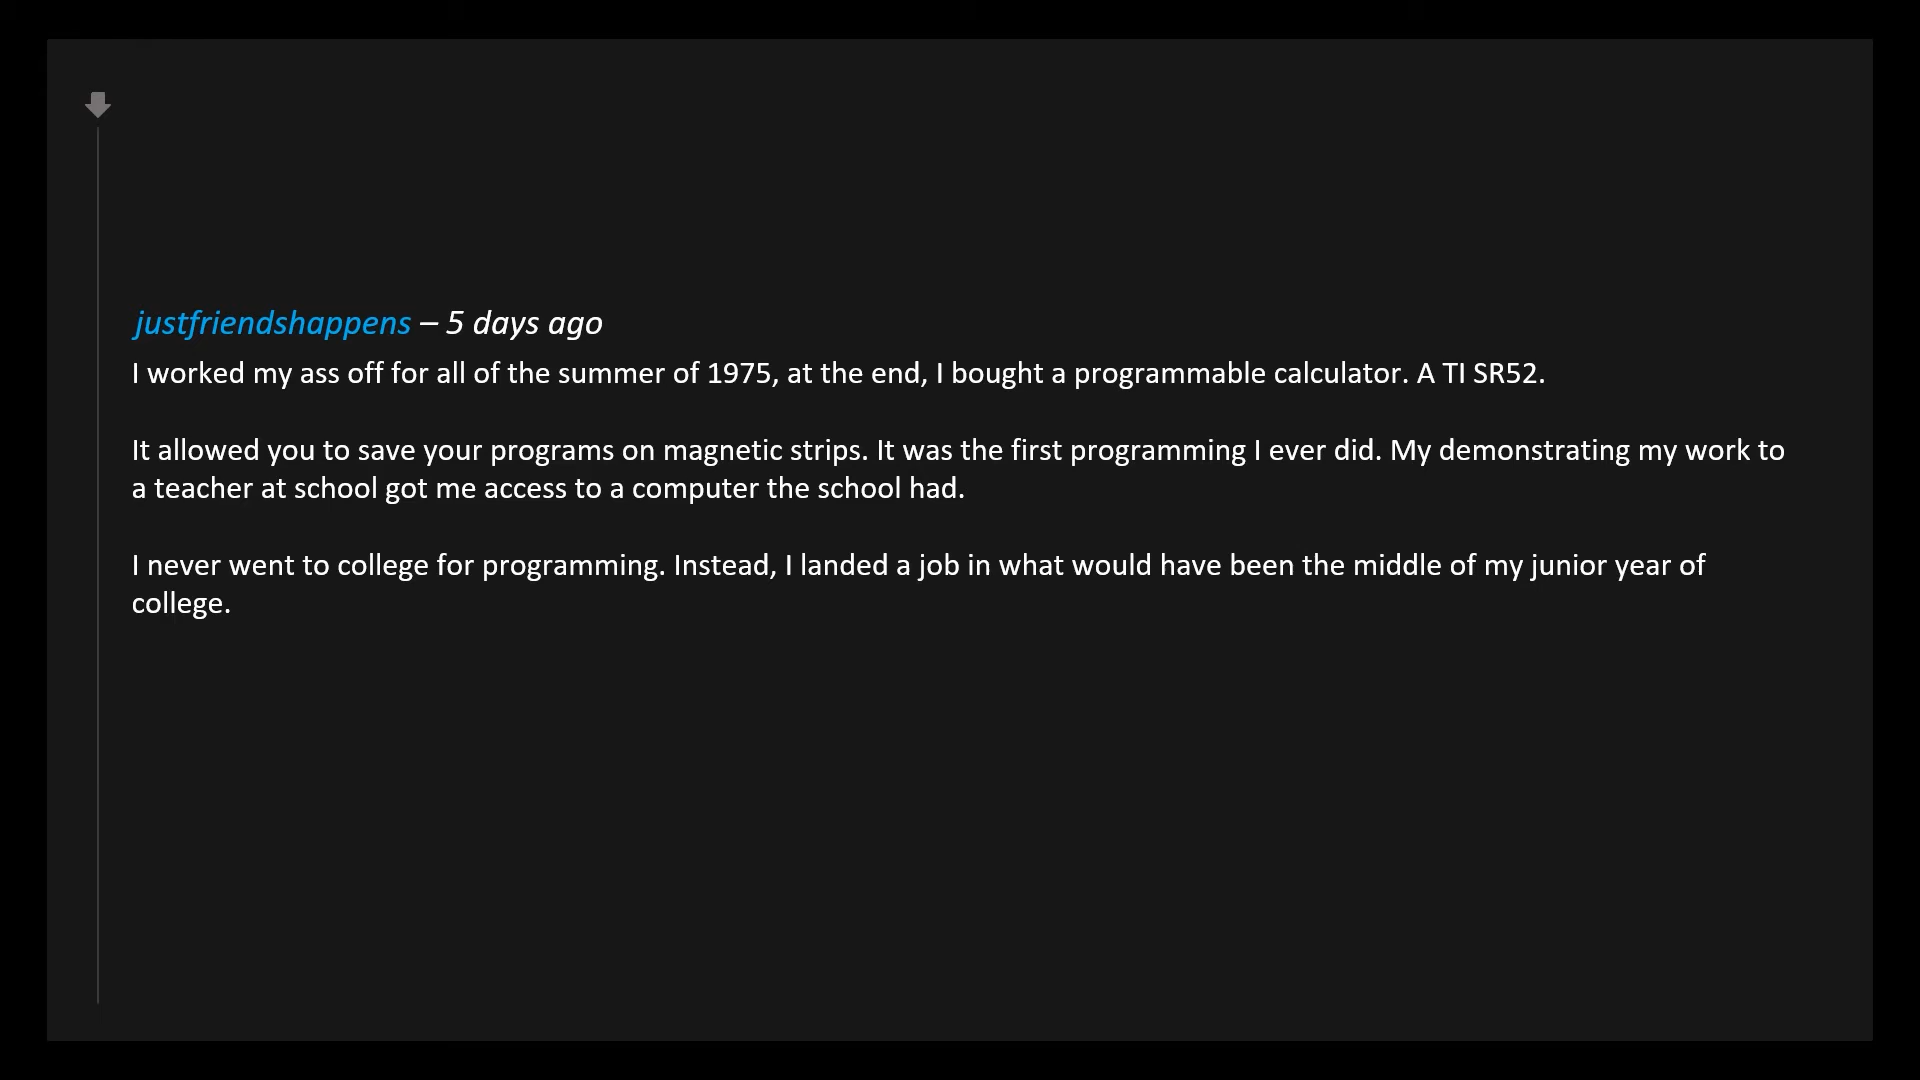 justfriendshappens – 5 days ago
I worked my ass off for all of the summer of 1975, at the end, I bought a programmable calculator. A TI SR52.
It allowed you to save your programs on magnetic strips. It was the first programming I ever did. My demonstrating my work to
a teacher at school got me access to a computer the school had.
I never went to college for programming. Instead, I landed a job in what would have been the middle of my junior year of
college.